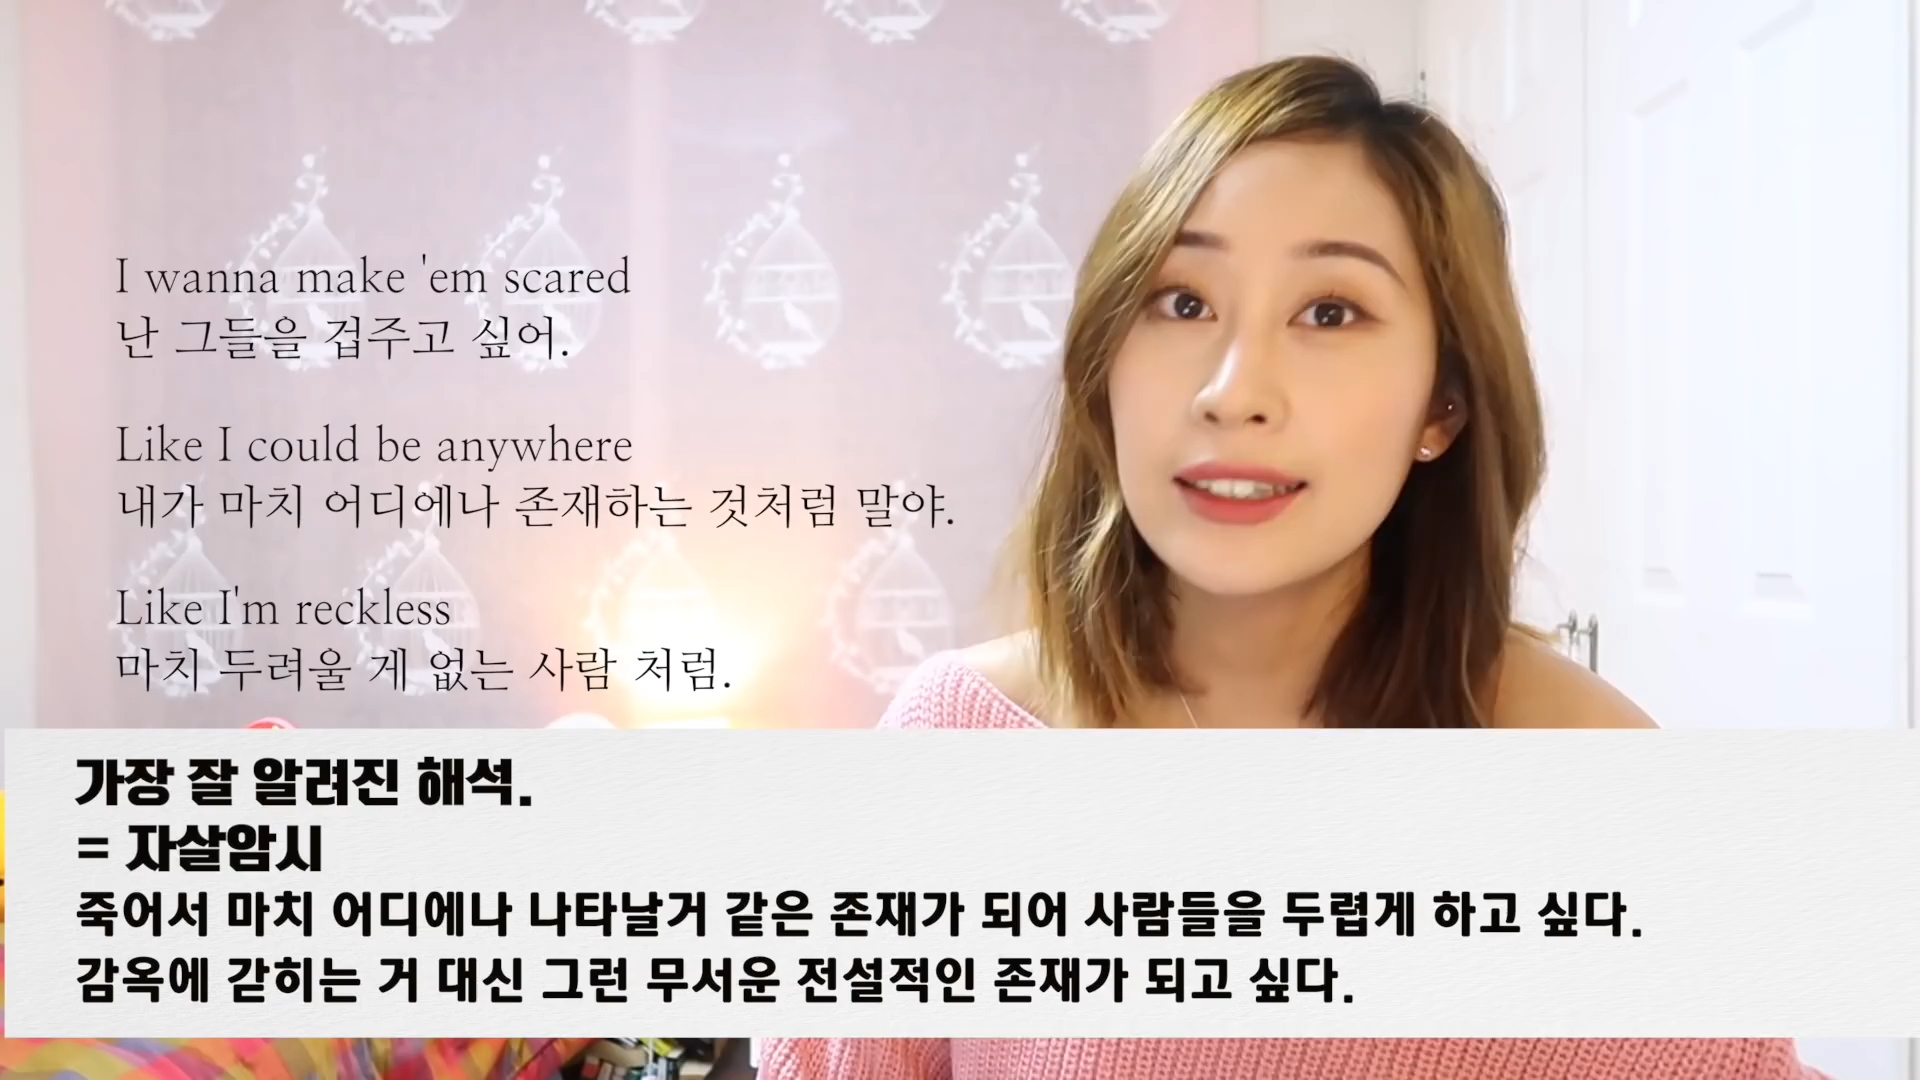 I wanna make 'em scared
난 그들을 겁주고 싶어.
Like I could be anywhere
내가 마치 어디에나 존재하는 것처럼 말야.
Like I'm reckless
마치 두려울 게 없는 사람 처럼.
가장 잘 알려진 해석.
= 자살암시
죽어서 마치 어디에나 나타날거 같은 존재가 되어 사람들을 두렵게 하고 싶다.
감옥에 갇히는 거 대신 그런 무서운 전설적인 존재가 되고 싶다.